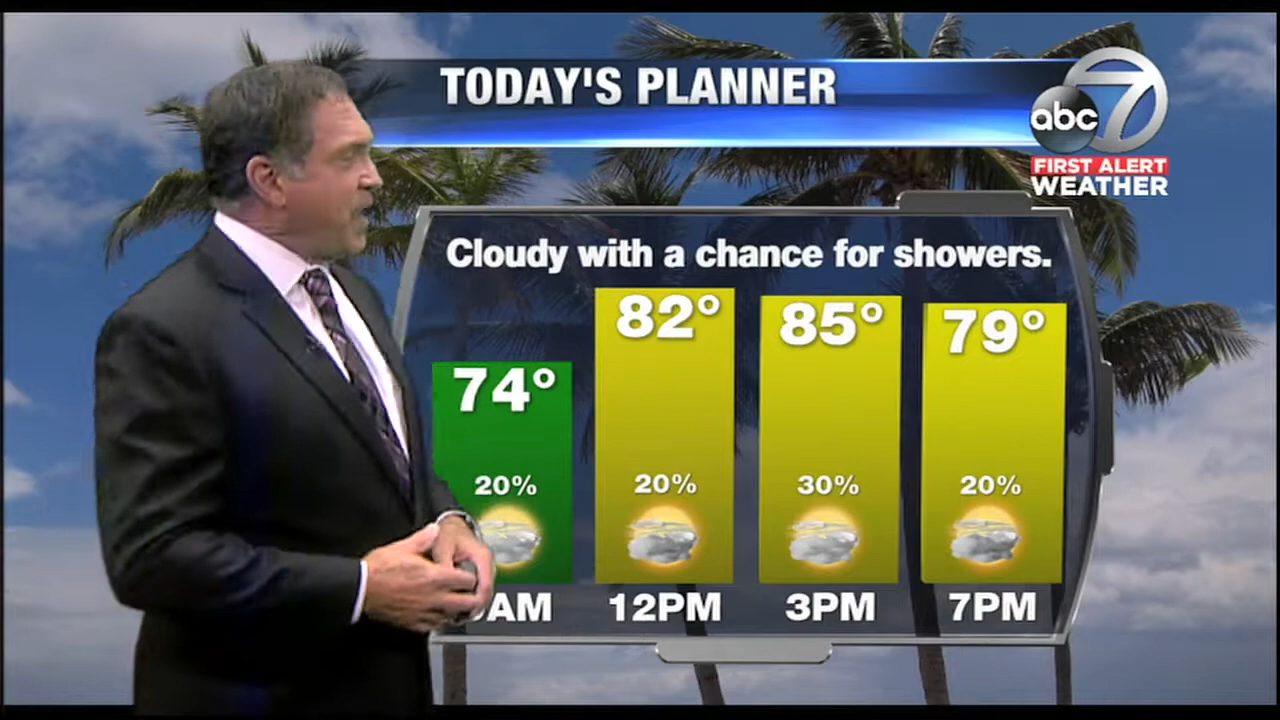 TODAY'S PLANNER
abc 7
FIRST ALERT
WEATHER
Cloudy with a chance for showers.
74° 82° 85° 79°
20% 20% 30% 20%
AM 12PM 3PM 7PM